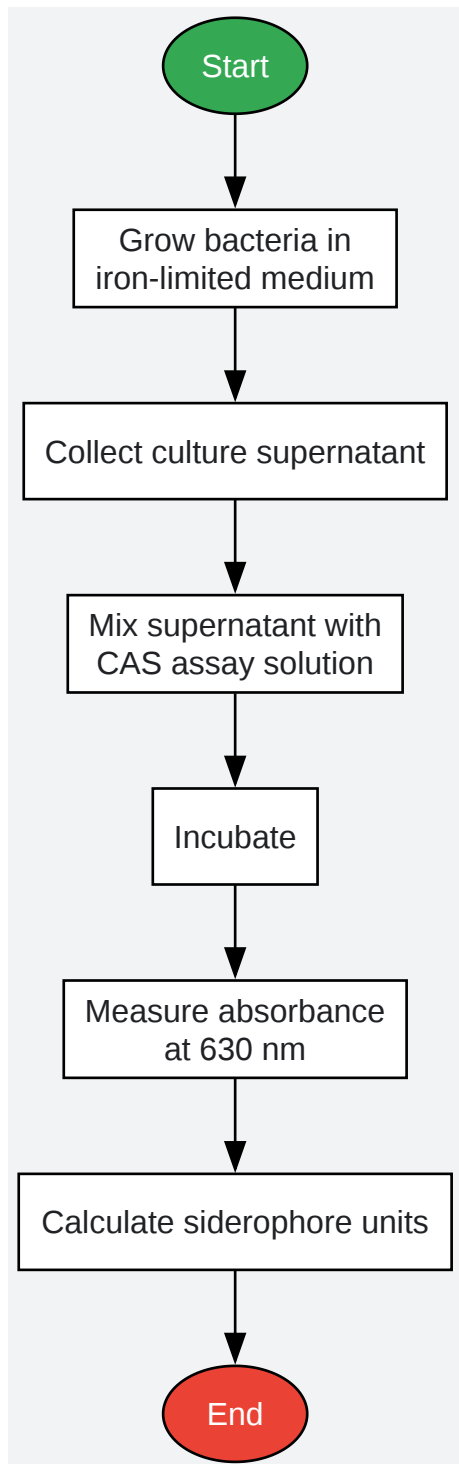 Start
Grow bacteria in
iron-limited medium
Collect culture supernatant
Mix supernatant with
CAS assay solution
Incubate
Measure absorbance
at 630 nm
Calculate siderophore units
End